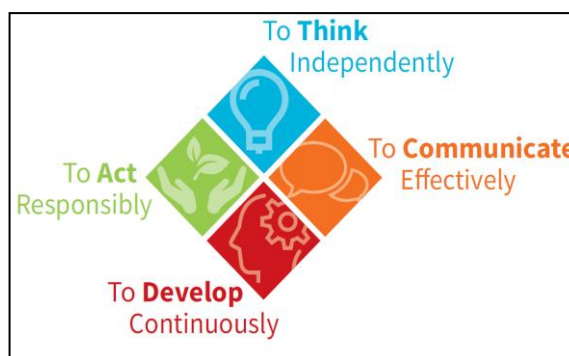 To Think
Independently
To Communicate
Effectively
To Act
Responsibly
To Develop
Continuously